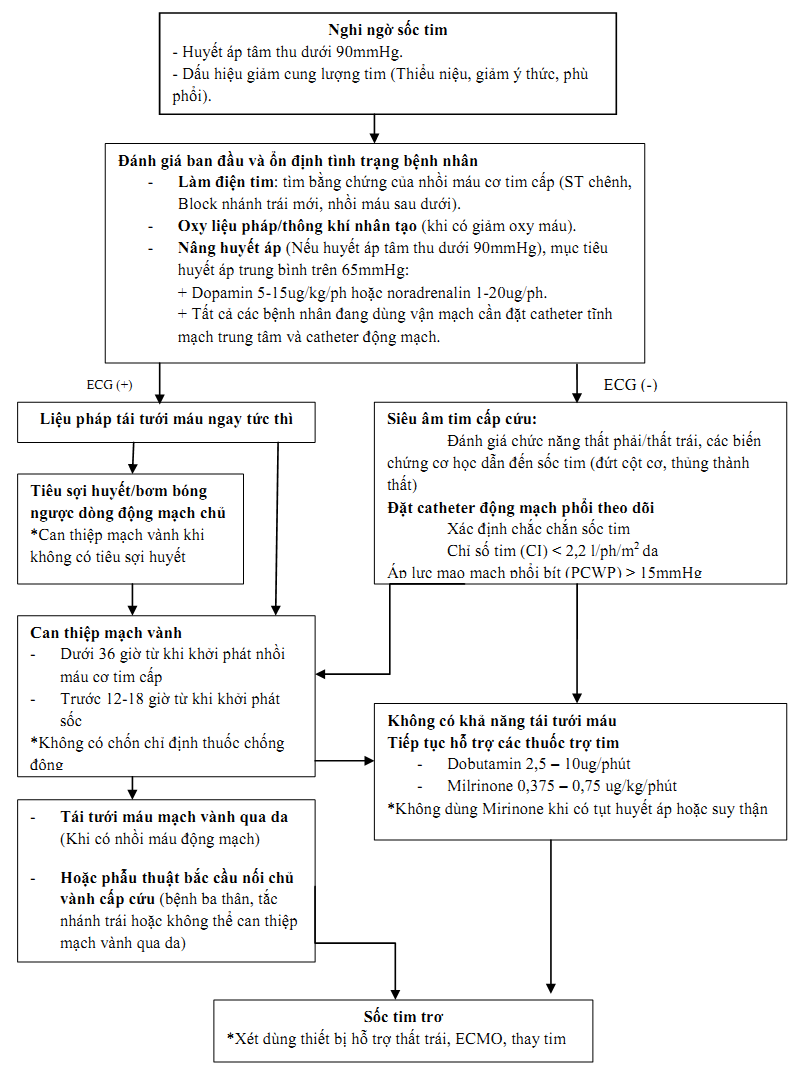 Nghi ngờ sốc tim
- Huyết áp tâm thu dưới 90mmHg.
- Dấu hiệu giảm cung lượng tim (Thiểu niệu, giảm ý thức, phù
phổi).
Đánh giá ban đầu và ổn định tình trạng bệnh nhân
- Làm điện tim: tìm bằng chứng của nhồi máu cơ tim cấp (ST chênh,
Block nhánh trái mới, nhồi máu sau dưới).
- Oxy liệu pháp/thông khí nhân tạo (khi có giảm oxy máu).
- Nâng huyết áp (Nếu huyết áp tâm thu dưới 90mmHg), mục tiêu
huyết áp trung bình trên 65mmHg:
+ Dopamin 5-15ug/kg/ph hoặc noradrenalin 1-20ug/ph.
+ Tất cả các bệnh nhân đang dùng vận mạch cần đặt catheter tĩnh
mạch trung tâm và catheter động mạch.
ECG (+)
ECG (-)
Liệu pháp tái tưới máu ngay tức thì
Tiêu sợi huyết/bơm bóng
ngược dòng động mạch chủ
*Can thiệp mạch vành khi
không có tiêu sợi huyết
Siêu âm tim cấp cứu:
Đánh giá chức năng thất phải/thất trái, các biến
chứng cơ học dẫn đến sốc tim (đứt cột cơ, thủng thành
thất)
Đặt catheter động mạch phổi theo dõi
Xác định chắc chắn sốc tim
Chỉ số tim (CI) < 2,2 l/ph/m² da
Áp lực mao mạch phổi bít (PCWP) > 15mmHg
Can thiệp mạch vành
- Dưới 36 giờ từ khi khởi phát nhồi
máu cơ tim cấp
- Trước 12-18 giờ từ khi khởi phát
sốc
*Không có chốn chỉ định thuốc chống
đông
Không có khả năng tái tưới máu
Tiếp tục hỗ trợ các thuốc trợ tim
- Dobutamin 2,5 – 10ug/phút
- Milrinone 0,375 – 0,75 ug/kg/phút
*Không dùng Mirinone khi có tụt huyết áp hoặc suy thận
- Tái tưới máu mạch vành qua da
(Khi có nhồi máu động mạch)
- Hoặc phẫu thuật bắc cầu nối chủ
vành cấp cứu (bệnh ba thân, tắc
nhánh trái hoặc không thể can thiệp
mạch vành qua da)
Sốc tim trơ
*Xét dùng thiết bị hỗ trợ thất trái, ECMO, thay tim